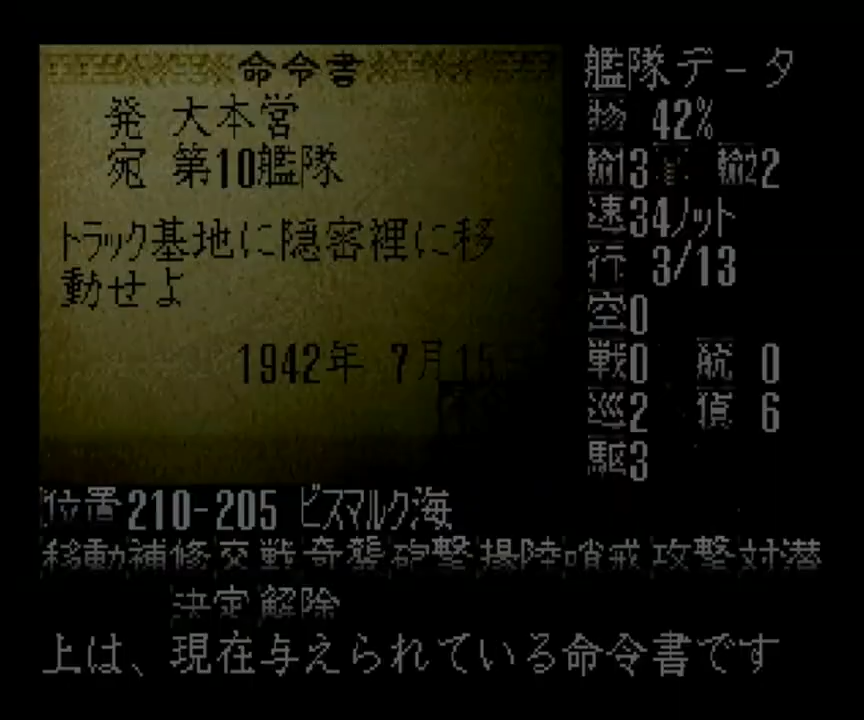 命令書
発 大本営
宛 第10艦隊
トラック基地に隠密裡に移
動せよ
1942年 7月15
艦隊データ
物 42%
輸13 輸22
速34ノット
行 3/13
空0
戦0 航 0
巡2 偵 6
駆3
位置210-205 ビスマルク海
移動補修交戦奇襲砲撃揚陸哨戒攻撃対潜
決定解除
上は、現在与えられている命令書です